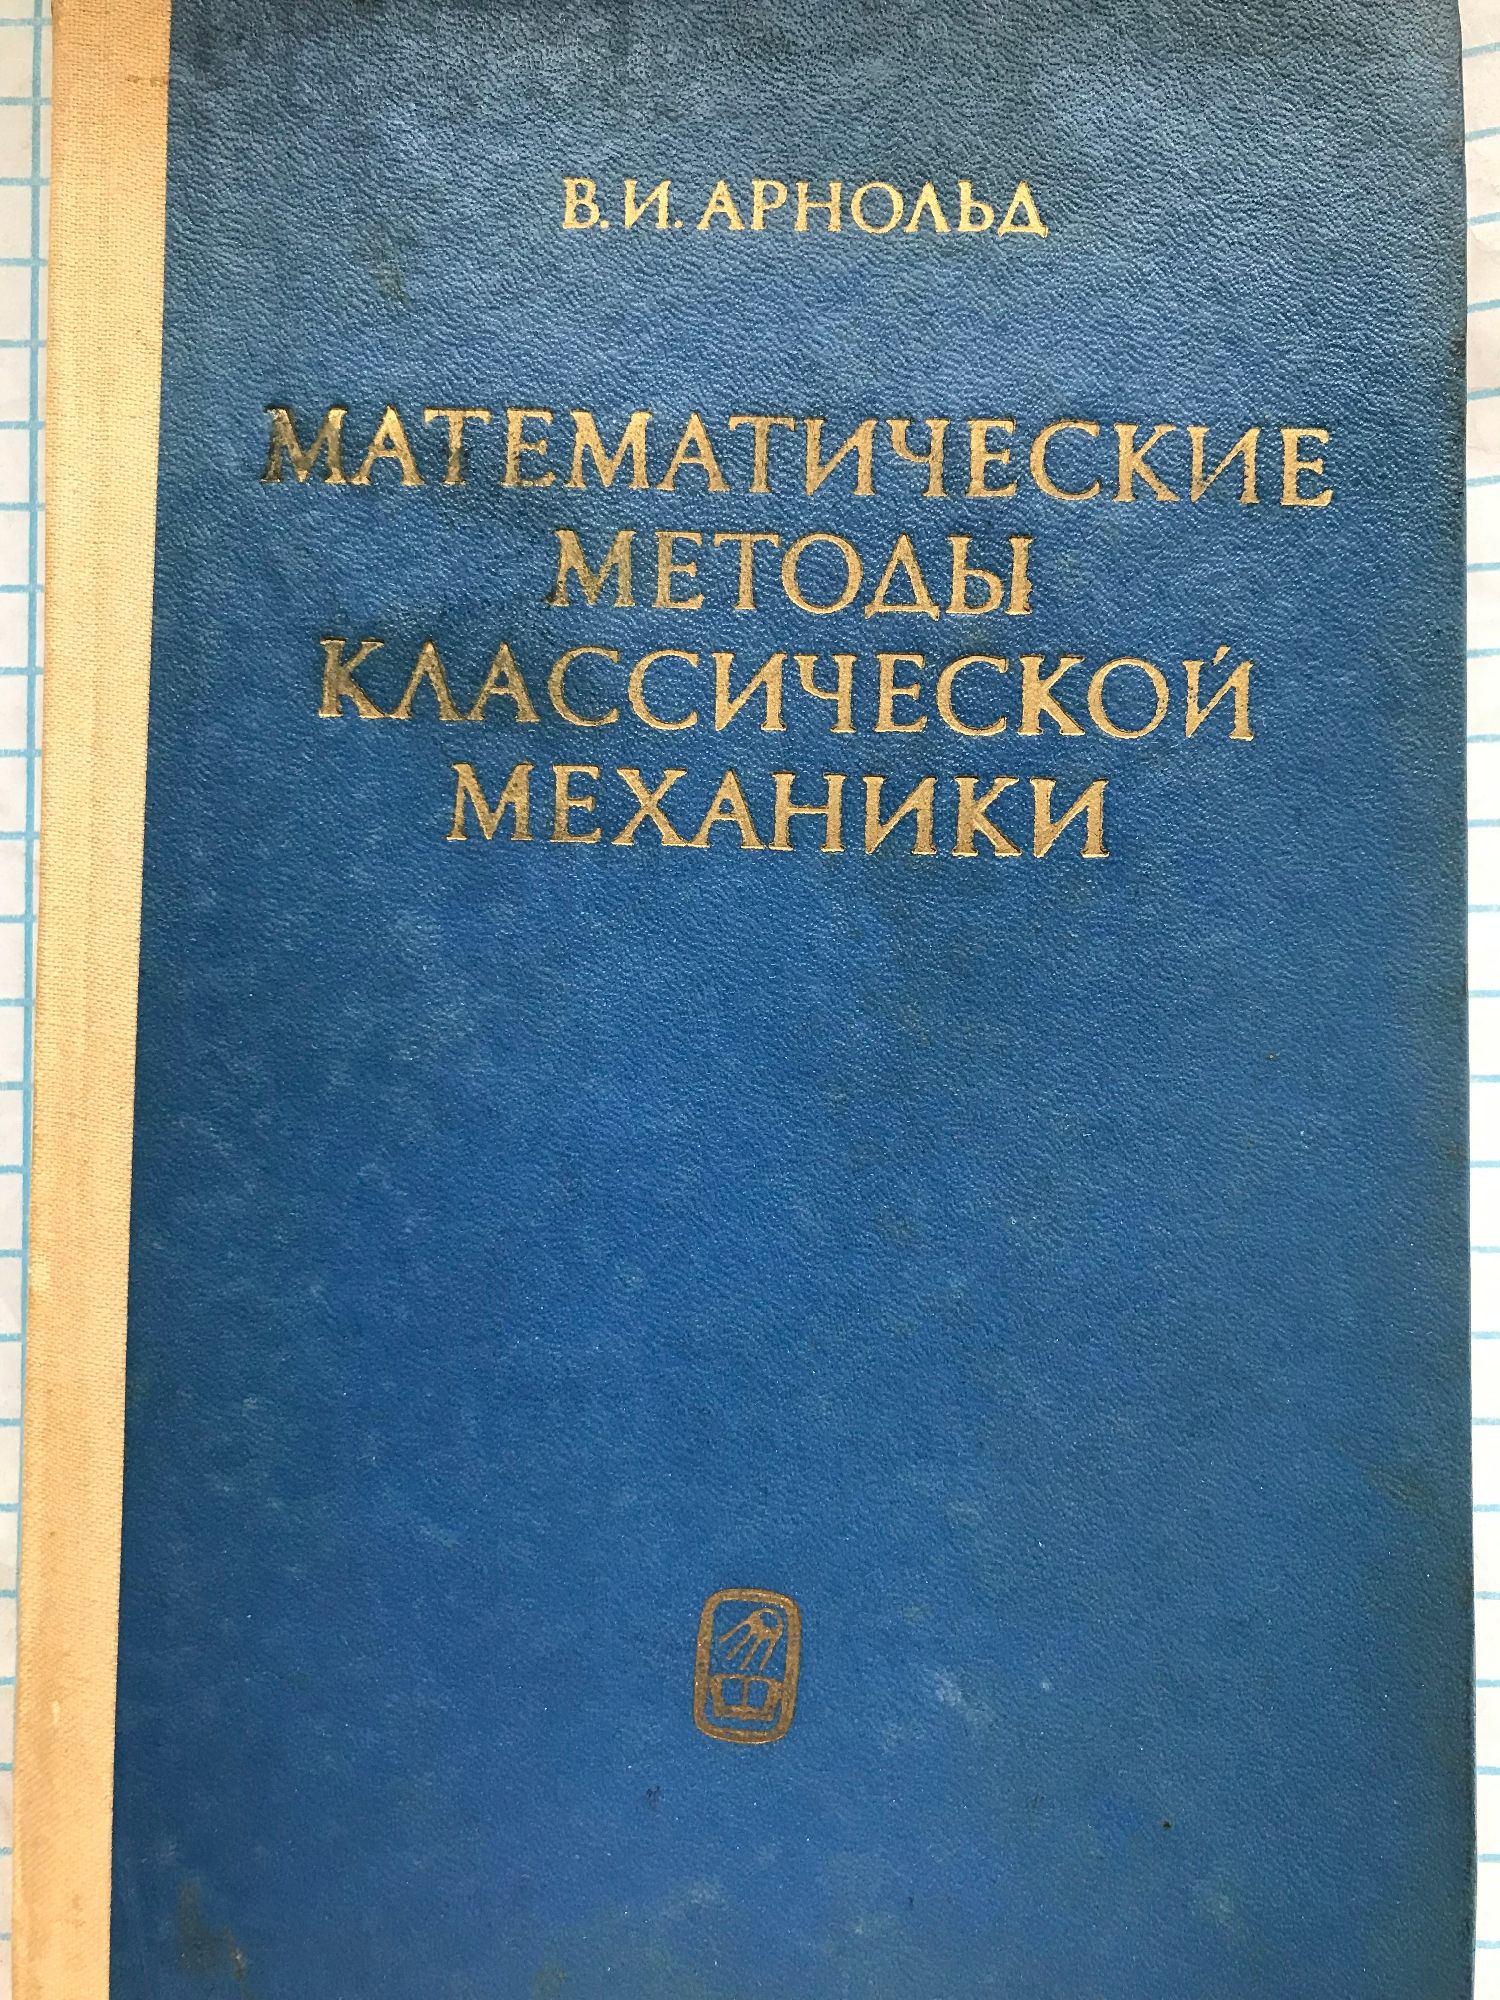 В.И. АРНОЛЬД
МАТЕМАТИЧЕСКИЕ
МЕТОДЫ
КЛАССИЧЕСКОЙ
МЕХАНИКИ